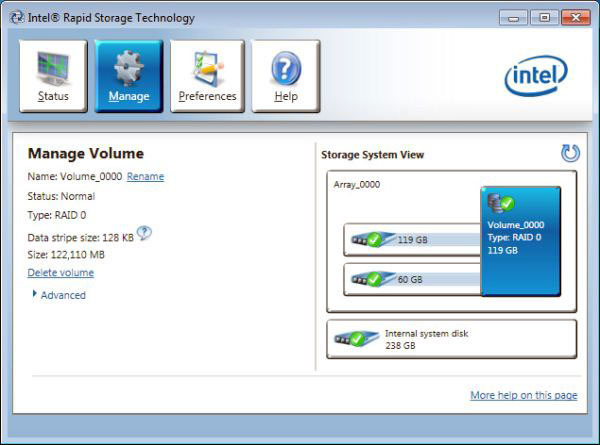 Intel® Rapid Storage Technology
Status
Manage
Preferences
Help
intel
Manage Volume
Name: Volume_0000 Rename
Status: Normal
Type: RAID 0
Data stripe size: 128 KB
Size: 122,110 MB
Delete volume
Advanced
Storage System View
Array_0000
119 GB
60 GB
Volume_0000
Type: RAID 0
119 GB
Internal system disk
238 GB
More help on this page